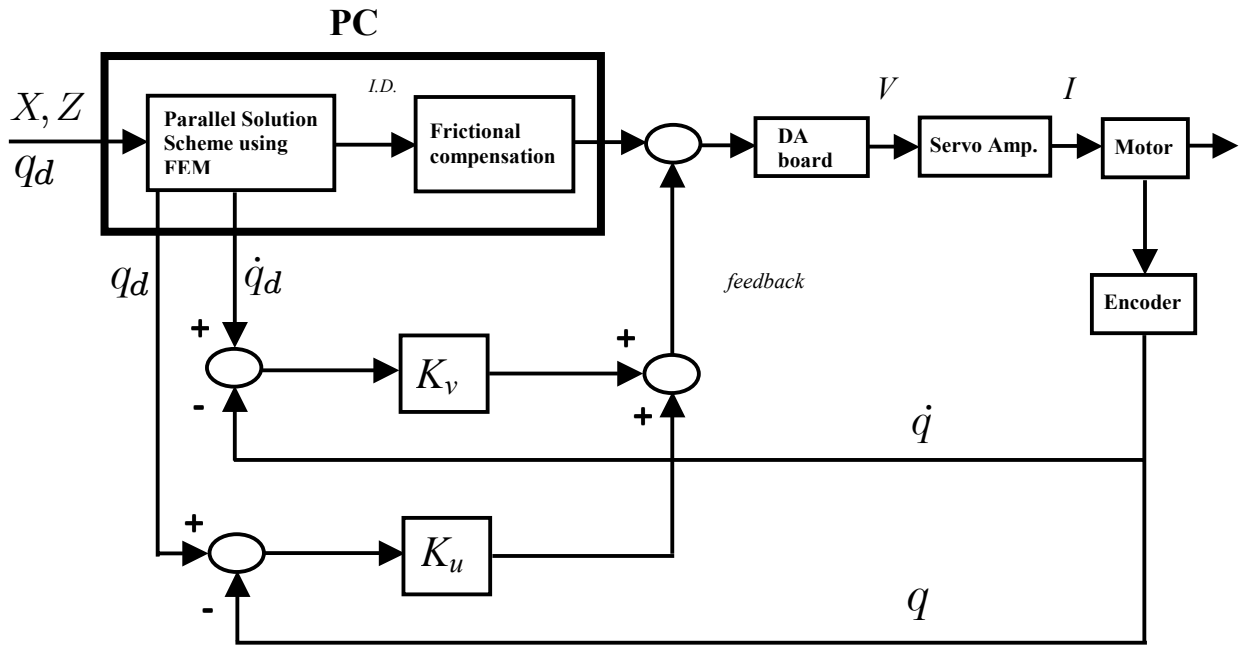 PC
X, Z
q_d
Parallel Solution
Scheme using
FEM
I.D.
Frictional
compensation
DA
board
V
Servo Amp.
I
Motor
Encoder
q_d
q̇_d
feedback
+
-
K_v
+
+
q̇
+
-
K_u
q